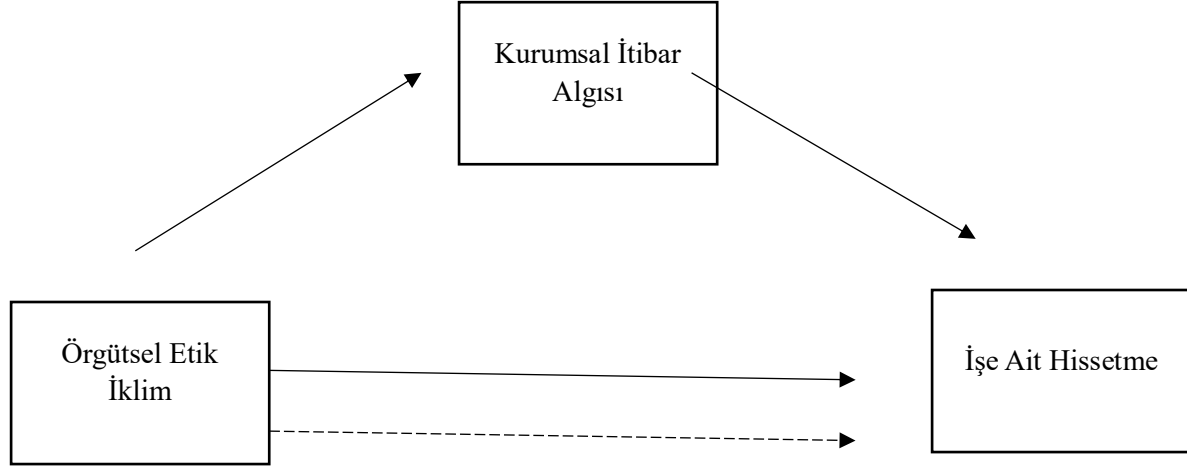 Kurumsal İtibar
Algısı
Örgütsel Etik
İklim
İşe Ait Hissetme